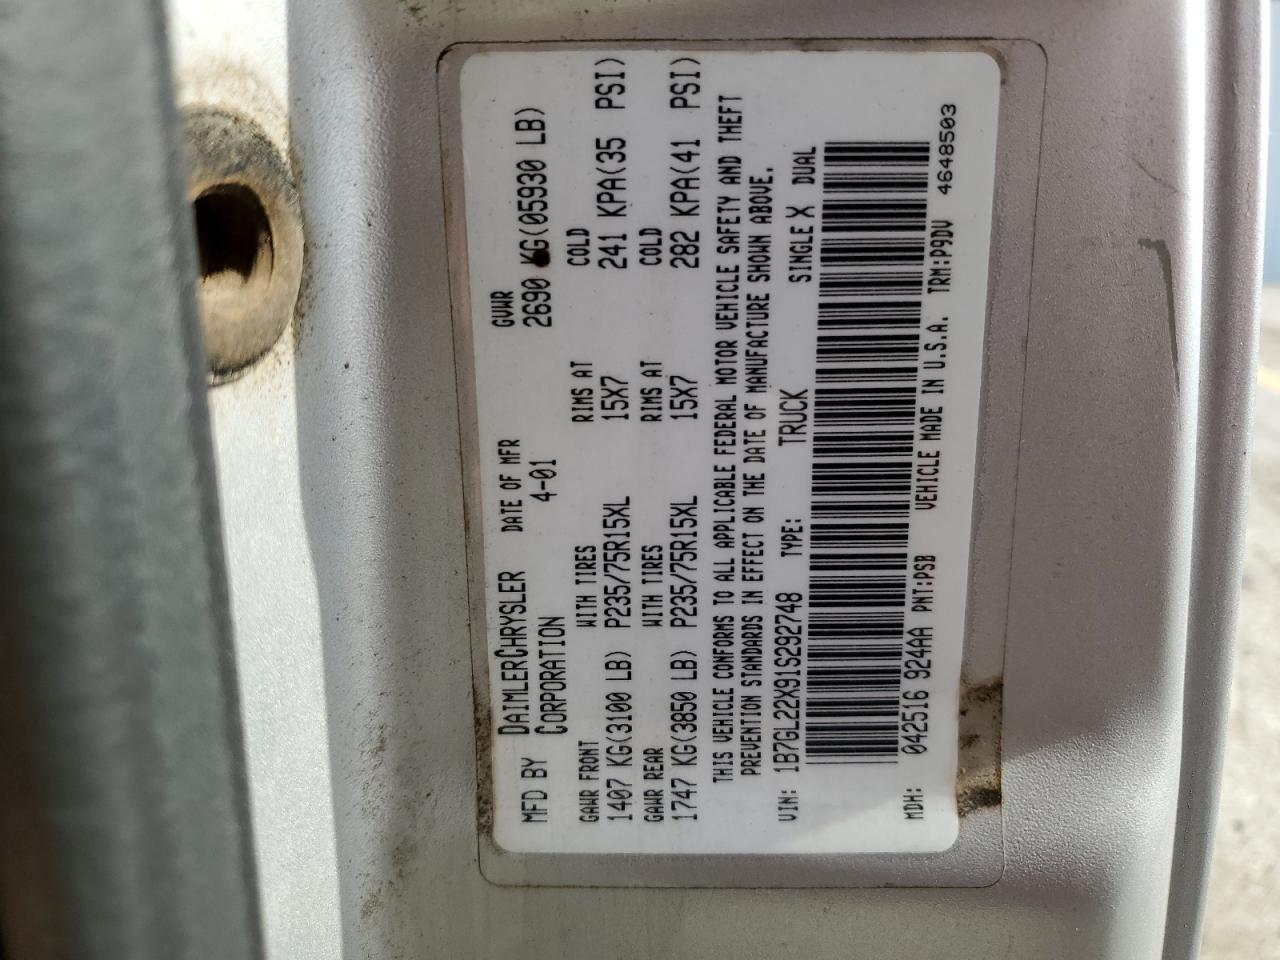 MFD BY DAIMLERCHRYSLER CORPORATION DATE OF MFR 4-01 GVWR 2690 KG(05930 LB)
GAWR FRONT WITH TIRES RIMS AT COLD
1407 KG(3100 LB) P235/75R15XL 15X7 241 KPA(35 PSI)
GAWR REAR WITH TIRES RIMS AT COLD
1747 KG(3850 LB) P235/75R15XL 15X7 282 KPA(41 PSI)
THIS VEHICLE CONFORMS TO ALL APPLICABLE FEDERAL MOTOR VEHICLE SAFETY AND THEFT
PREVENTION STANDARDS IN EFFECT ON THE DATE OF MANUFACTURE SHOWN ABOVE.
VIN: 1B7GL22X91S292748 TYPE: TRUCK SINGLE X DUAL
MDH: 042516 924AA PNT:PSB VEHICLE MADE IN U.S.A. TRM:P9DV 4648503